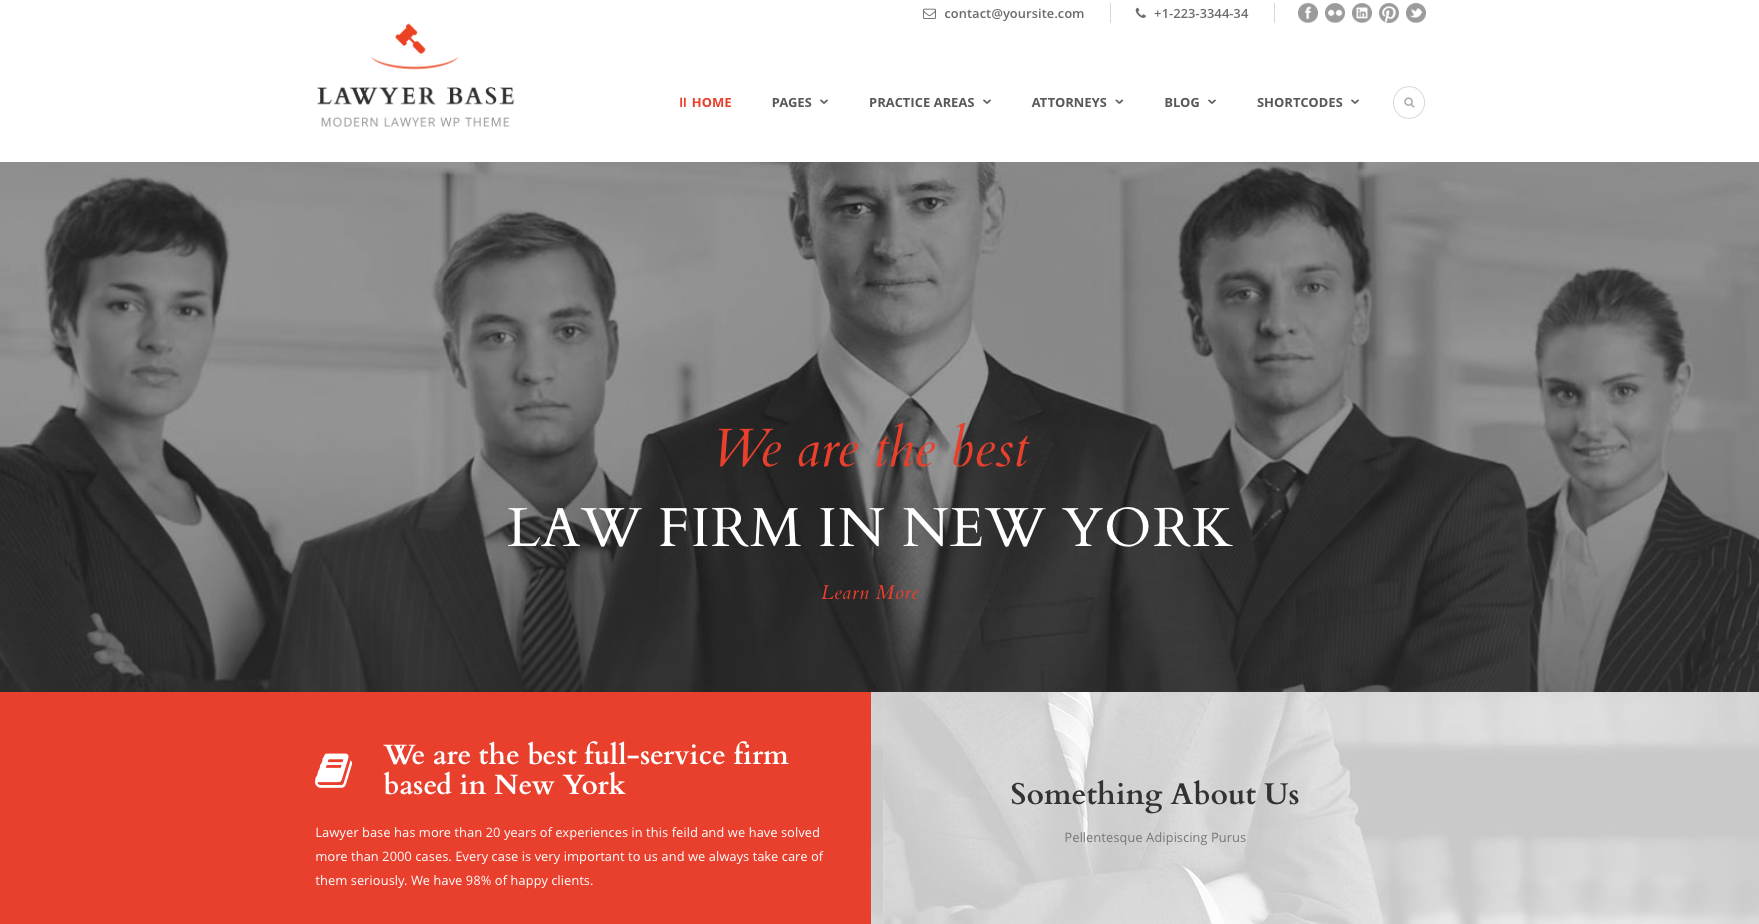 contact@yoursite.com
+1-223-3344-34
LAWYER BASE
MODERN LAWYER WP THEME
HOME
PAGES
PRACTICE AREAS
ATTORNEYS
BLOG
SHORTCODES
We are the best
LAW FIRM IN NEW YORK
Learn More
We are the best full-service firm
based in New York
Lawyer base has more than 20 years of experiences in this feild and we have solved
more than 2000 cases. Every case is very important to us and we always take care of
them seriously. We have 98% of happy clients.
Something About Us
Pellentesque Adipiscing Purus